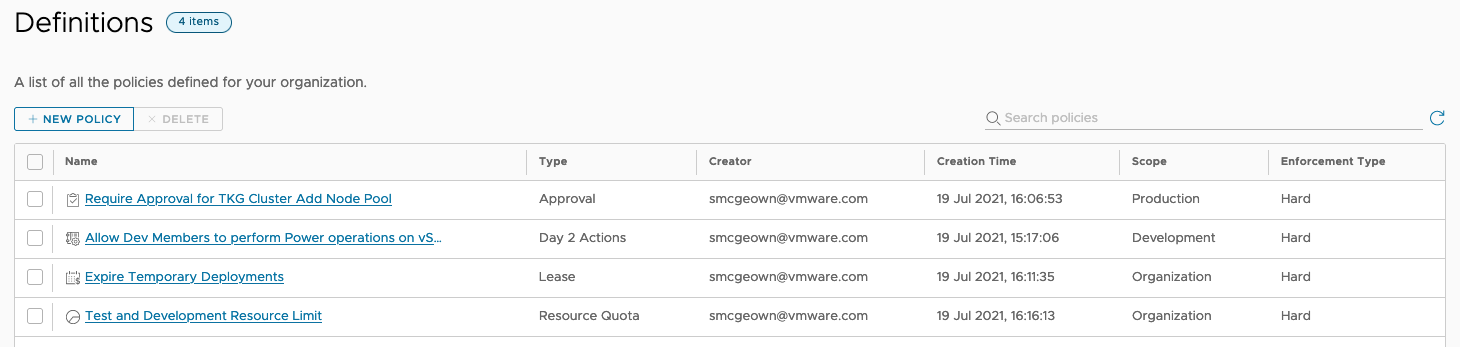 Definitions 4 items
A list of all the policies defined for your organization.
+ NEW POLICY × DELETE Search policies
Name Type Creator Creation Time Scope Enforcement Type
Require Approval for TKG Cluster Add Node Pool Approval smcgeown@vmware.com 19 Jul 2021, 16:06:53 Production Hard
Allow Dev Members to perform Power operations on vS... Day 2 Actions smcgeown@vmware.com 19 Jul 2021, 15:17:06 Development Hard
Expire Temporary Deployments Lease smcgeown@vmware.com 19 Jul 2021, 16:11:35 Organization Hard
Test and Development Resource Limit Resource Quota smcgeown@vmware.com 19 Jul 2021, 16:16:13 Organization Hard